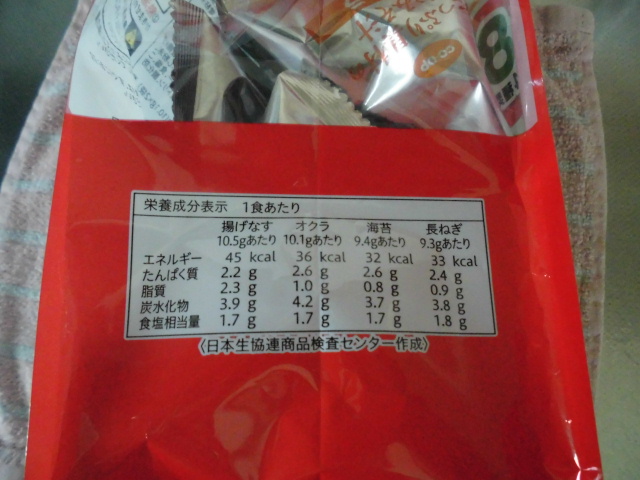 たっぷり
co·op
8
栄養成分表示 1食あたり
揚げなす オクラ 海苔 長ねぎ
10.5gあたり 10.1gあたり 9.4gあたり 9.3gあたり
エネルギー 45 kcal 36 kcal 32 kcal 33 kcal
たんぱく質 2.2 g 2.6 g 2.6 g 2.4 g
脂質 2.3 g 1.0 g 0.8 g 0.9 g
炭水化物 3.9 g 4.2 g 3.7 g 3.8 g
食塩相当量 1.7 g 1.7 g 1.7 g 1.8 g
〈日本生協連商品検査センター作成〉